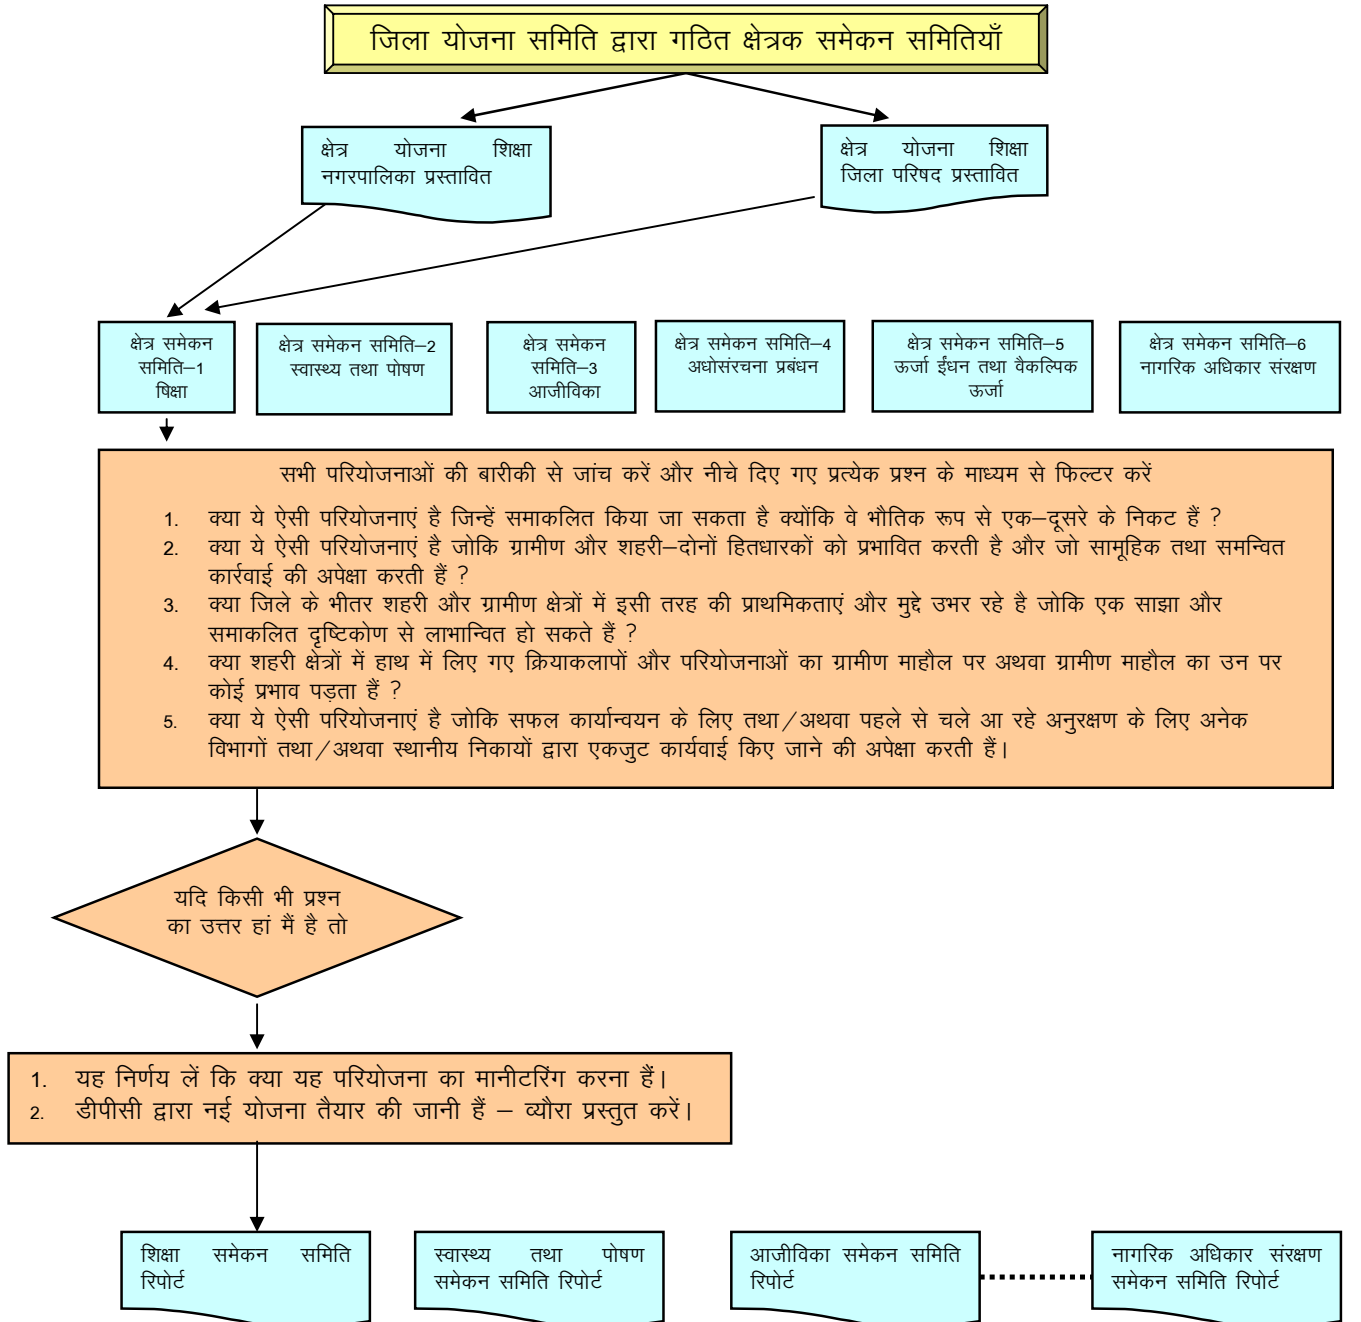 जिला योजना समिति द्वारा गठित क्षेत्रक समेकन समितियाँ
क्षेत्र योजना शिक्षा
नगरपालिका प्रस्तावित
क्षेत्र योजना शिक्षा
जिला परिषद प्रस्तावित
क्षेत्र समेकन
समिति–1
षिक्षा
क्षेत्र समेकन समिति–2
स्वास्थ्य तथा पोषण
क्षेत्र समेकन
समिति–3
आजीविका
क्षेत्र समेकन समिति–4
अधोसंरचना प्रबंधन
क्षेत्र समेकन समिति–5
ऊर्जा ईंधन तथा वैकल्पिक
ऊर्जा
क्षेत्र समेकन समिति–6
नागरिक अधिकार संरक्षण
सभी परियोजनाओं की बारीकी से जांच करें और नीचे दिए गए प्रत्येक प्रश्न के माध्यम से फिल्टर करें
1. क्या ये ऐसी परियोजनाएं है जिन्हें समाकलित किया जा सकता है क्योंकि वे भौतिक रूप से एक–दूसरे के निकट हैं ?
2. क्या ये ऐसी परियोजनाएं है जोकि ग्रामीण और शहरी–दोनों हितधारकों को प्रभावित करती है और जो सामूहिक तथा समन्वित
कार्रवाई की अपेक्षा करती हैं ?
3. क्या जिले के भीतर शहरी और ग्रामीण क्षेत्रों में इसी तरह की प्राथमिकताएं और मुद्दे उभर रहे है जोकि एक साझा और
समाकलित दृष्टिकोण से लाभान्वित हो सकते हैं ?
4. क्या शहरी क्षेत्रों में हाथ में लिए गए क्रियाकलापों और परियोजनाओं का ग्रामीण माहौल पर अथवा ग्रामीण माहौल का उन पर
कोई प्रभाव पड़ता हैं ?
5. क्या ये ऐसी परियोजनाएं है जोकि सफल कार्यान्वयन के लिए तथा/अथवा पहले से चले आ रहे अनुरक्षण के लिए अनेक
विभागों तथा/अथवा स्थानीय निकायों द्वारा एकजुट कार्यवाई किए जाने की अपेक्षा करती हैं।
यदि किसी भी प्रश्न
का उत्तर हां मैं है तो
1. यह निर्णय लें कि क्या यह परियोजना का मानीटरिंग करना हैं।
2. डीपीसी द्वारा नई योजना तैयार की जानी हैं – व्यौरा प्रस्तुत करें।
शिक्षा समेकन समिति
रिपोर्ट
स्वास्थ्य तथा पोषण
समेकन समिति रिपोर्ट
आजीविका समेकन समिति
रिपोर्ट
नागरिक अधिकार संरक्षण
समेकन समिति रिपोर्ट